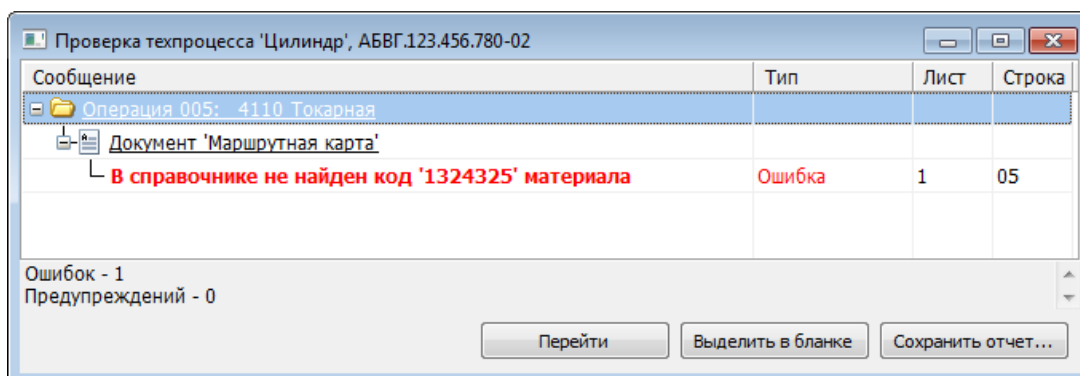 Проверка техпроцесса 'Цилиндр', АБВГ.123.456.780-02
Сообщение Тип Лист Строка
Операция 005: 4110 Токарная
Документ 'Маршрутная карта'
В справочнике не найден код '1324325' материала Ошибка 1 05
Ошибок - 1
Предупреждений - 0
Перейти Выделить в бланке Сохранить отчет...